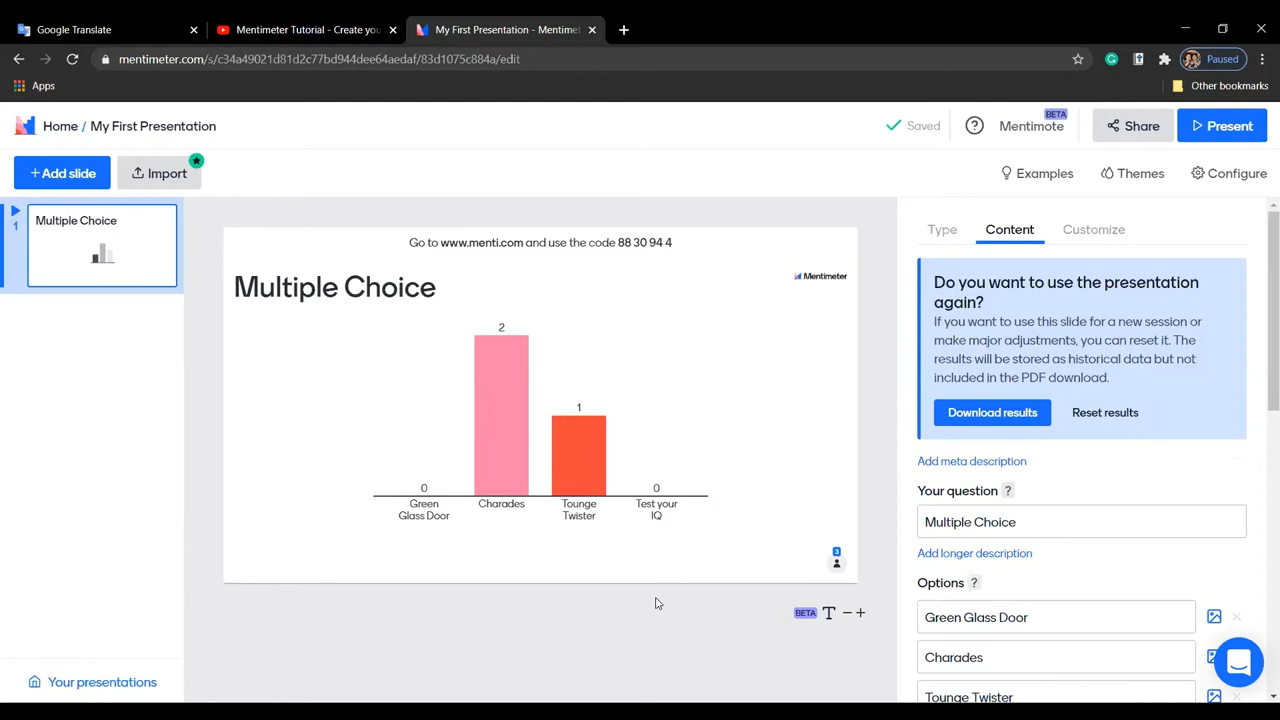 Google Translate
Mentimeter Tutorial - Create you
My First Presentation - Mentimet
Paused
mentimeter.com/s/c34a49021d81d2c77bd944dee64aedaf/83d1075c884a/edit
Apps
Other bookmarks
Home / My First Presentation
Saved
Mentimote
BETA
Share
Present
+ Add slide
Import
Examples
Themes
Configure
1
Multiple Choice
Go to www.menti.com and use the code 88 30 94 4
Multiple Choice
Mentimeter
2
1
0
0
Green Glass Door
Charades
Tounge Twister
Test your IQ
3
BETA
T
Your presentations
Type
Content
Customize
Do you want to use the presentation
again?
If you want to use this slide for a new session or
make major adjustments, you can reset it. The
results will be stored as historical data but not
included in the PDF download.
Download results
Reset results
Add meta description
Your question ?
Multiple Choice
Add longer description
Options ?
Green Glass Door
Charades
Tounge Twister